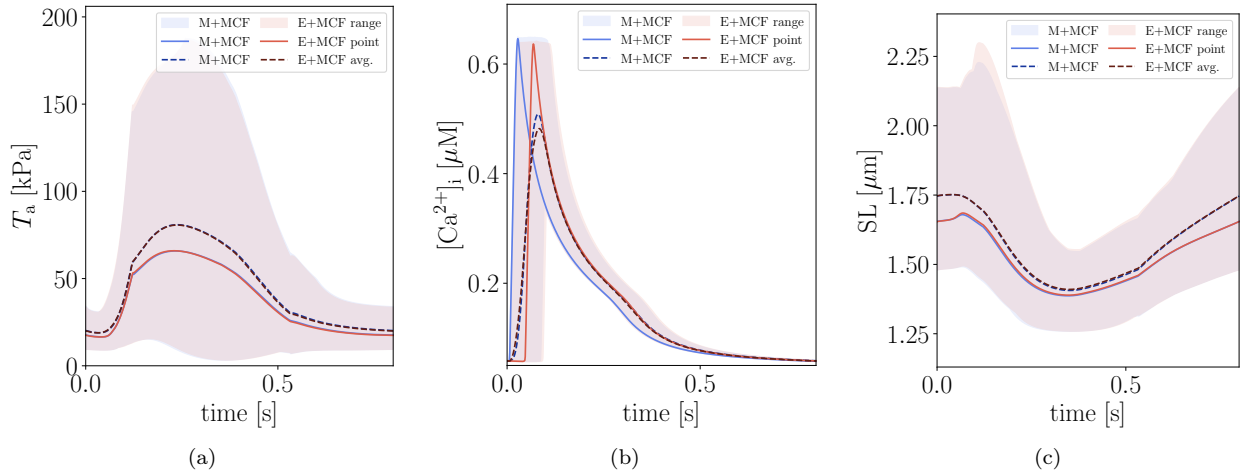 200
150
100
50
0
T_a [kPa]
M+MCF E+MCF range
M+MCF E+MCF point
M+MCF E+MCF avg.
0.0 0.5
time [s]
(a)
0.6
0.4
0.2
[Ca²⁺]ᵢ [μM]
M+MCF E+MCF range
M+MCF E+MCF point
M+MCF E+MCF avg.
0.0 0.5
time [s]
(b)
2.25
2.00
1.75
1.50
1.25
SL [μm]
M+MCF E+MCF range
M+MCF E+MCF point
M+MCF E+MCF avg.
0.0 0.5
time [s]
(c)